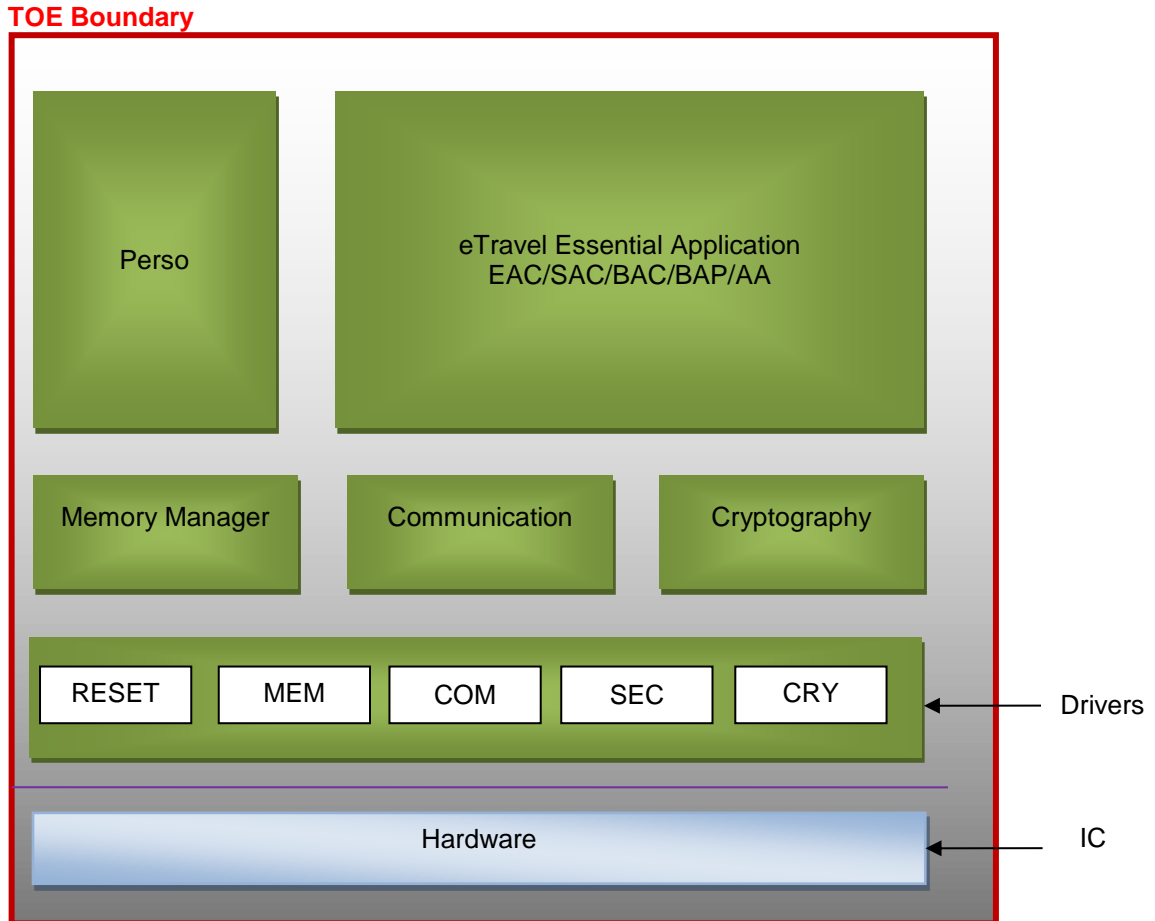 TOE Boundary
Perso
eTravel Essential Application
EAC/SAC/BAC/BAP/AA
Memory Manager
Communication
Cryptography
RESET
MEM
COM
SEC
CRY
Drivers
Hardware
IC